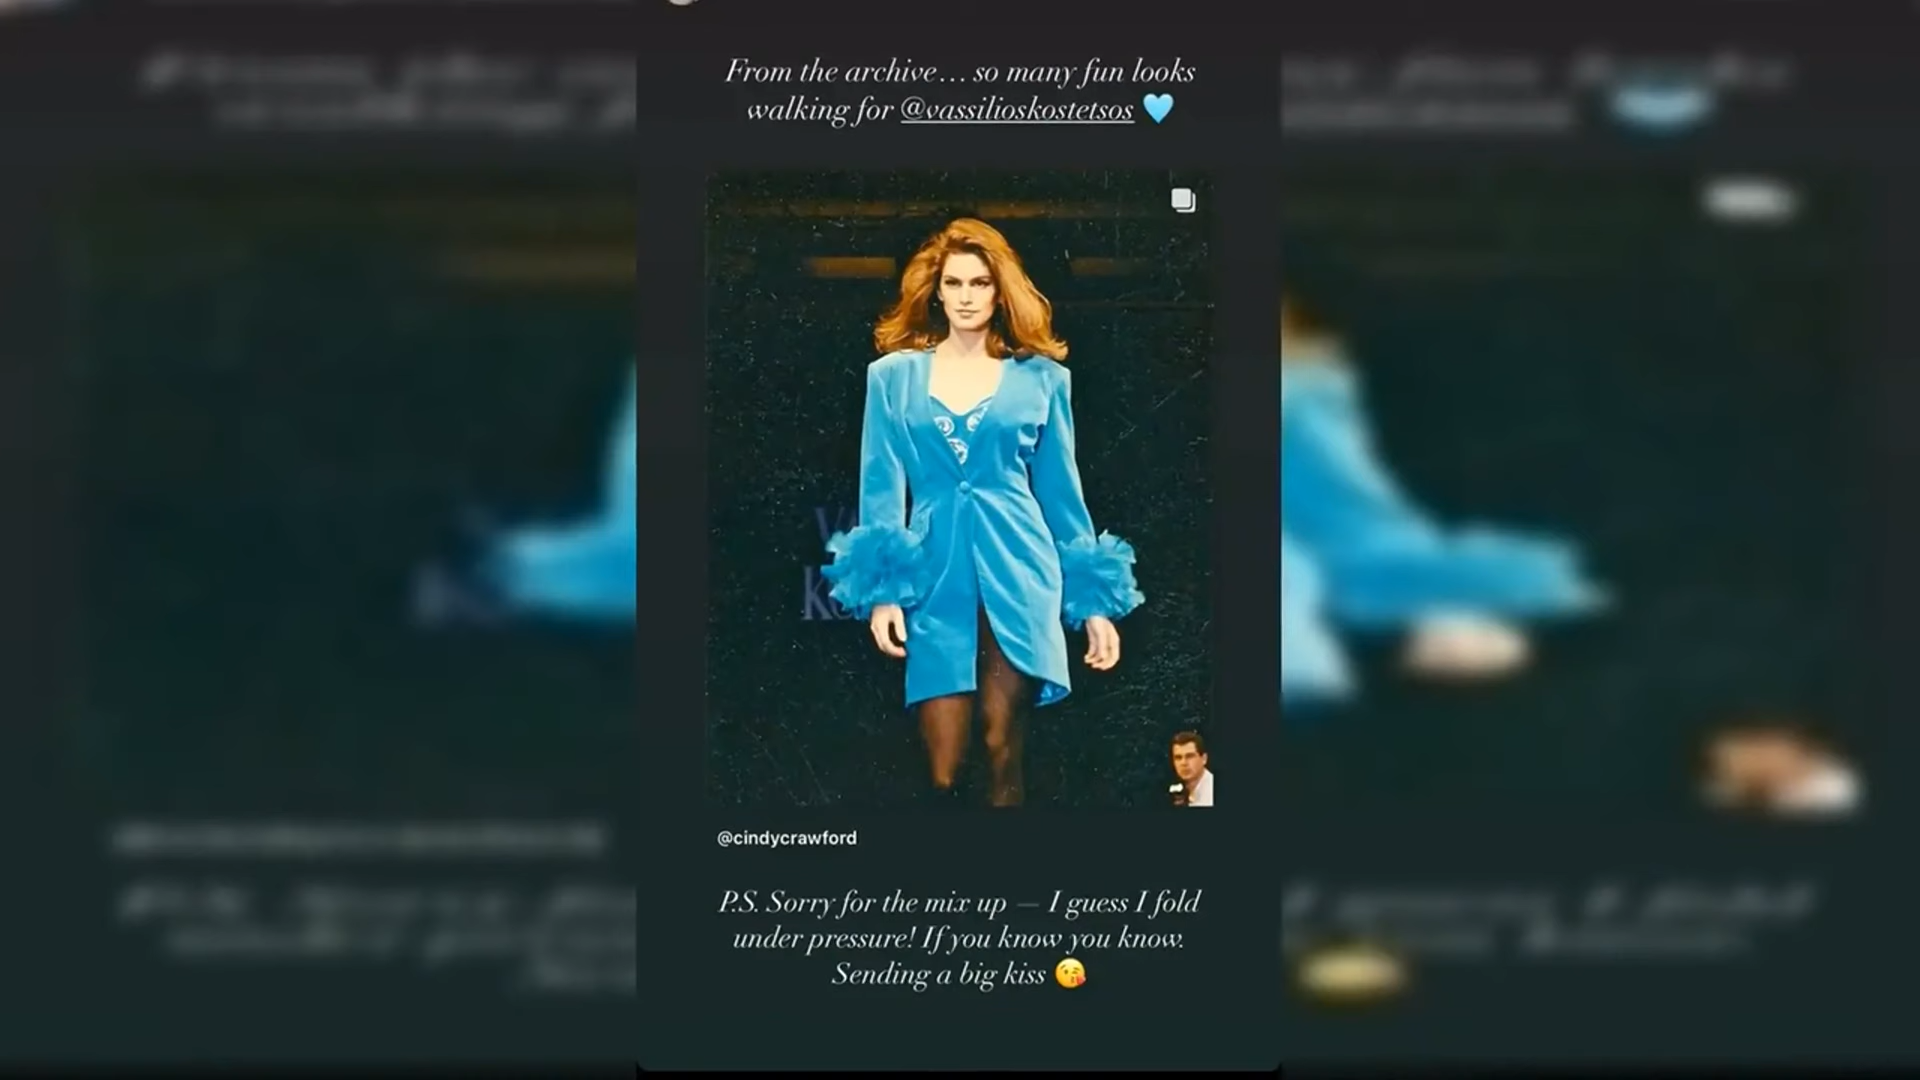 From the archive... so many fun looks
walking for @vassilioskostetsos 🩵
@cindycrawford
P.S. Sorry for the mix up — I guess I fold
under pressure! If you know you know.
Sending a big kiss 😘